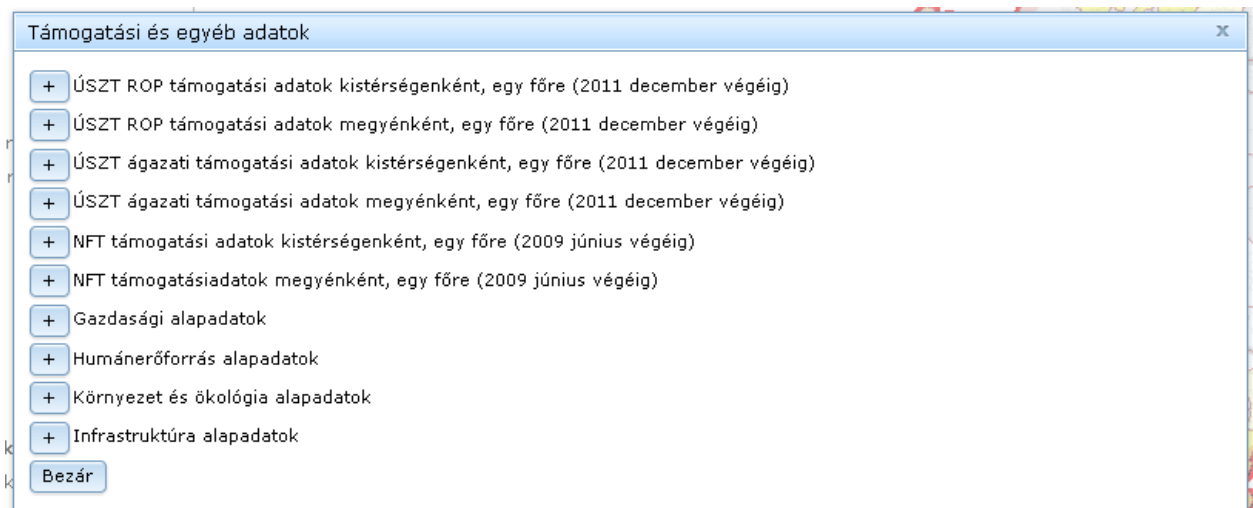 Támogatási és egyéb adatok x
+ ÚSZT ROP támogatási adatok kistérségenként, egy főre (2011 december végéig)
+ ÚSZT ROP támogatási adatok megyénként, egy főre (2011 december végéig)
+ ÚSZT ágazati támogatási adatok kistérségenként, egy főre (2011 december végéig)
+ ÚSZT ágazati támogatási adatok megyénként, egy főre (2011 december végéig)
+ NFT támogatási adatok kistérségenként, egy főre (2009 június végéig)
+ NFT támogatásiadatok megyénként, egy főre (2009 június végéig)
+ Gazdasági alapadatok
+ Humánerőforrás alapadatok
+ Környezet és ökológia alapadatok
+ Infrastruktúra alapadatok
Bezár